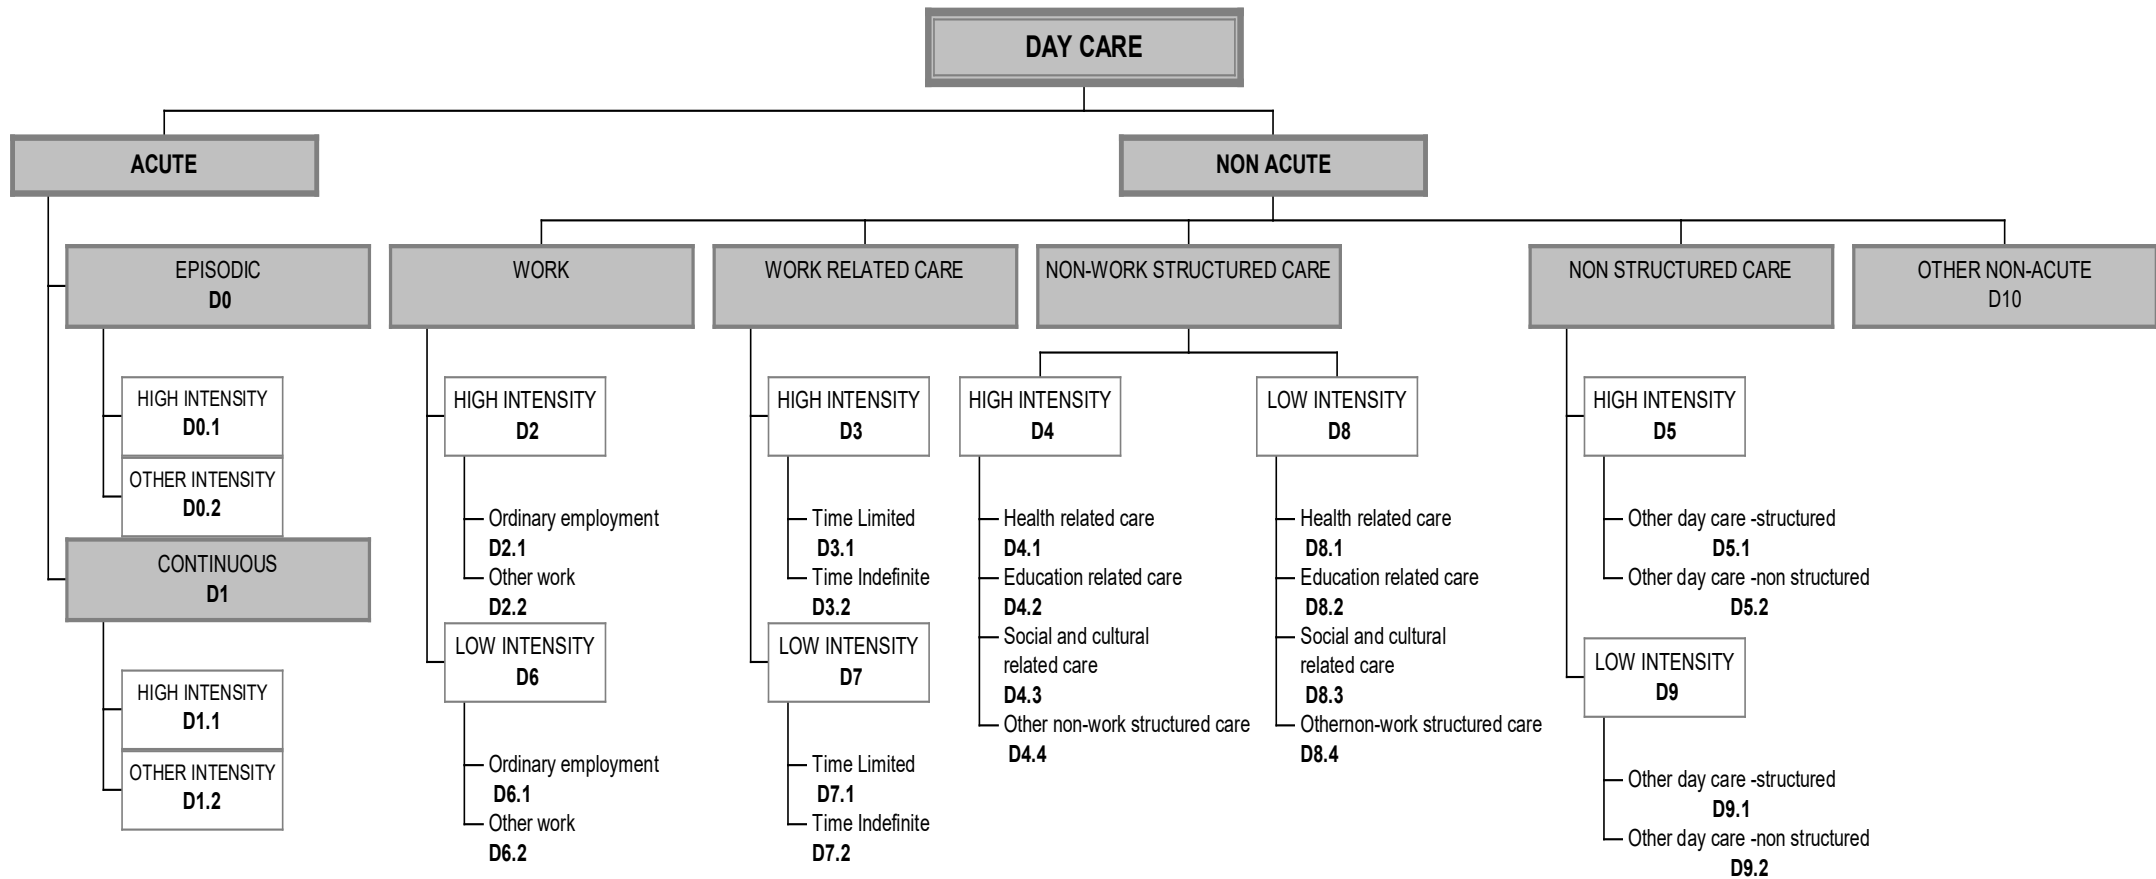 DAY CARE
ACUTE
NON ACUTE
EPISODIC
D0
WORK
WORK RELATED CARE
NON-WORK STRUCTURED CARE
NON STRUCTURED CARE
OTHER NON-ACUTE
D10
HIGH INTENSITY
D0.1
OTHER INTENSITY
D0.2
CONTINUOUS
D1
HIGH INTENSITY
D1.1
OTHER INTENSITY
D1.2
HIGH INTENSITY
D2
Ordinary employment
D2.1
Other work
D2.2
LOW INTENSITY
D6
Ordinary employment
D6.1
Other work
D6.2
HIGH INTENSITY
D3
Time Limited
D3.1
Time Indefinite
D3.2
LOW INTENSITY
D7
Time Limited
D7.1
Time Indefinite
D7.2
HIGH INTENSITY
D4
Health related care
D4.1
Education related care
D4.2
Social and cultural
related care
D4.3
Other non-work structured care
D4.4
LOW INTENSITY
D8
Health related care
D8.1
Education related care
D8.2
Social and cultural
related care
D8.3
Othernon-work structured care
D8.4
HIGH INTENSITY
D5
Other day care -structured
D5.1
Other day care -non structured
D5.2
LOW INTENSITY
D9
Other day care -structured
D9.1
Other day care -non structured
D9.2